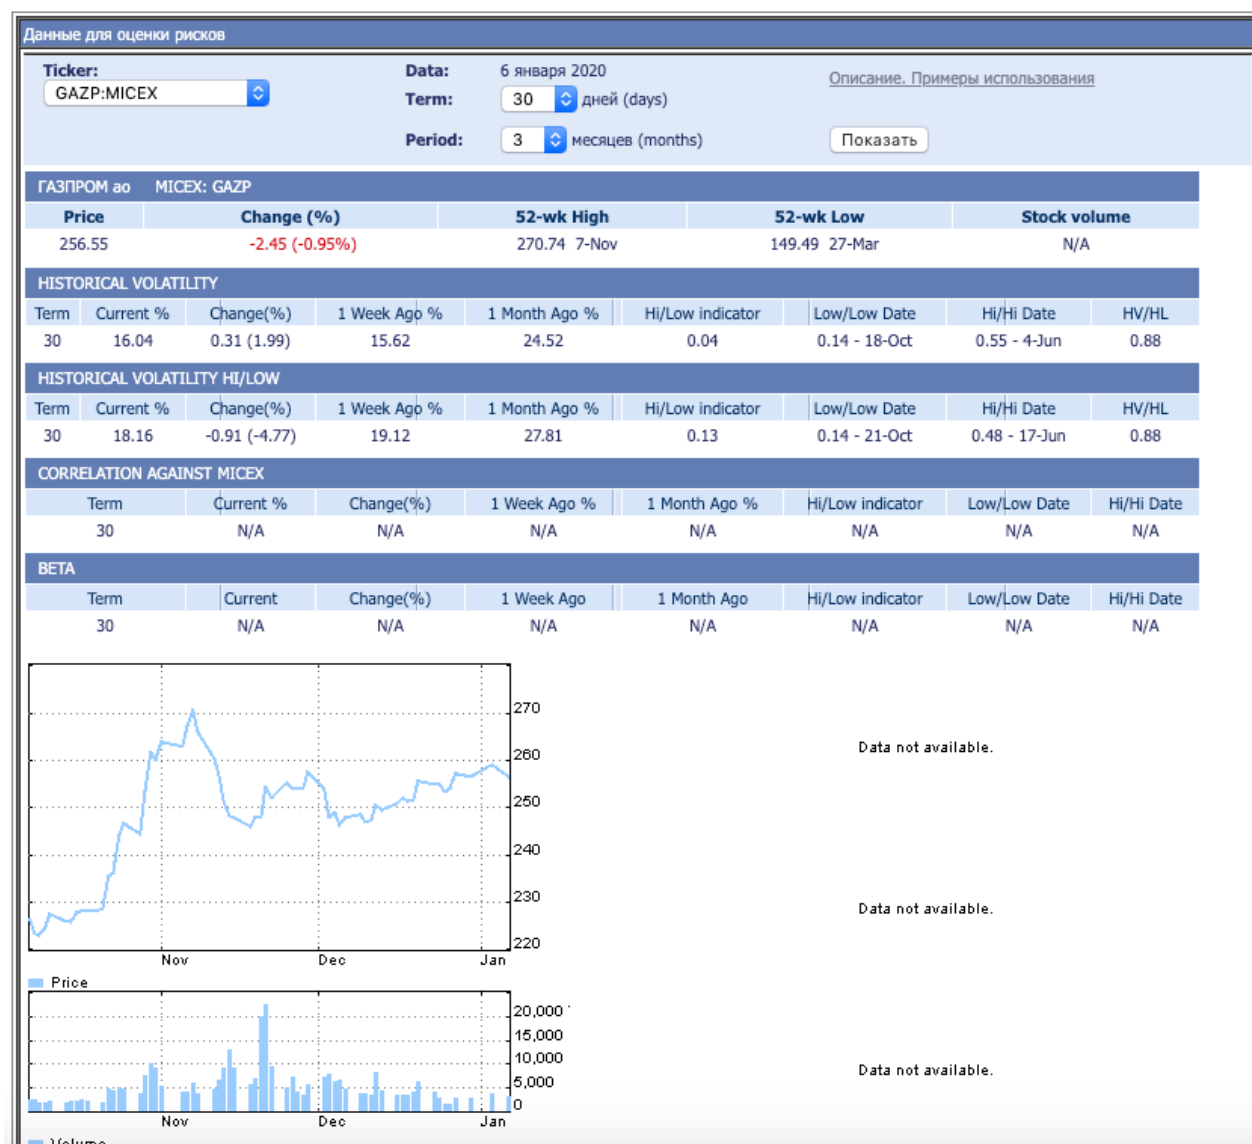 Данные для оценки рисков
Ticker: Data: 6 января 2020 Описание. Примеры использования
GAZP:MICEX Term: 30 дней (days)
Period: 3 месяцев (months) Показать
ГАЗПРОМ ао MICEX: GAZP
Price Change (%) 52-wk High 52-wk Low Stock volume
256.55 -2.45 (-0.95%) 270.74 7-Nov 149.49 27-Mar N/A
HISTORICAL VOLATILITY
Term Current % Change(%) 1 Week Ago % 1 Month Ago % Hi/Low indicator Low/Low Date Hi/Hi Date HV/HL
30 16.04 0.31 (1.99) 15.62 24.52 0.04 0.14 - 18-Oct 0.55 - 4-Jun 0.88
HISTORICAL VOLATILITY HI/LOW
Term Current % Change(%) 1 Week Ago % 1 Month Ago % Hi/Low indicator Low/Low Date Hi/Hi Date HV/HL
30 18.16 -0.91 (-4.77) 19.12 27.81 0.13 0.14 - 21-Oct 0.48 - 17-Jun 0.88
CORRELATION AGAINST MICEX
Term Current % Change(%) 1 Week Ago % 1 Month Ago % Hi/Low indicator Low/Low Date Hi/Hi Date
30 N/A N/A N/A N/A N/A N/A N/A
BETA
Term Current Change(%) 1 Week Ago 1 Month Ago Hi/Low indicator Low/Low Date Hi/Hi Date
30 N/A N/A N/A N/A N/A N/A N/A
270
260
Data not available.
250
240
230
Data not available.
220
Nov Dec Jan
Price
20,000
15,000
10,000
Data not available.
5,000
0
Nov Dec Jan
Volume